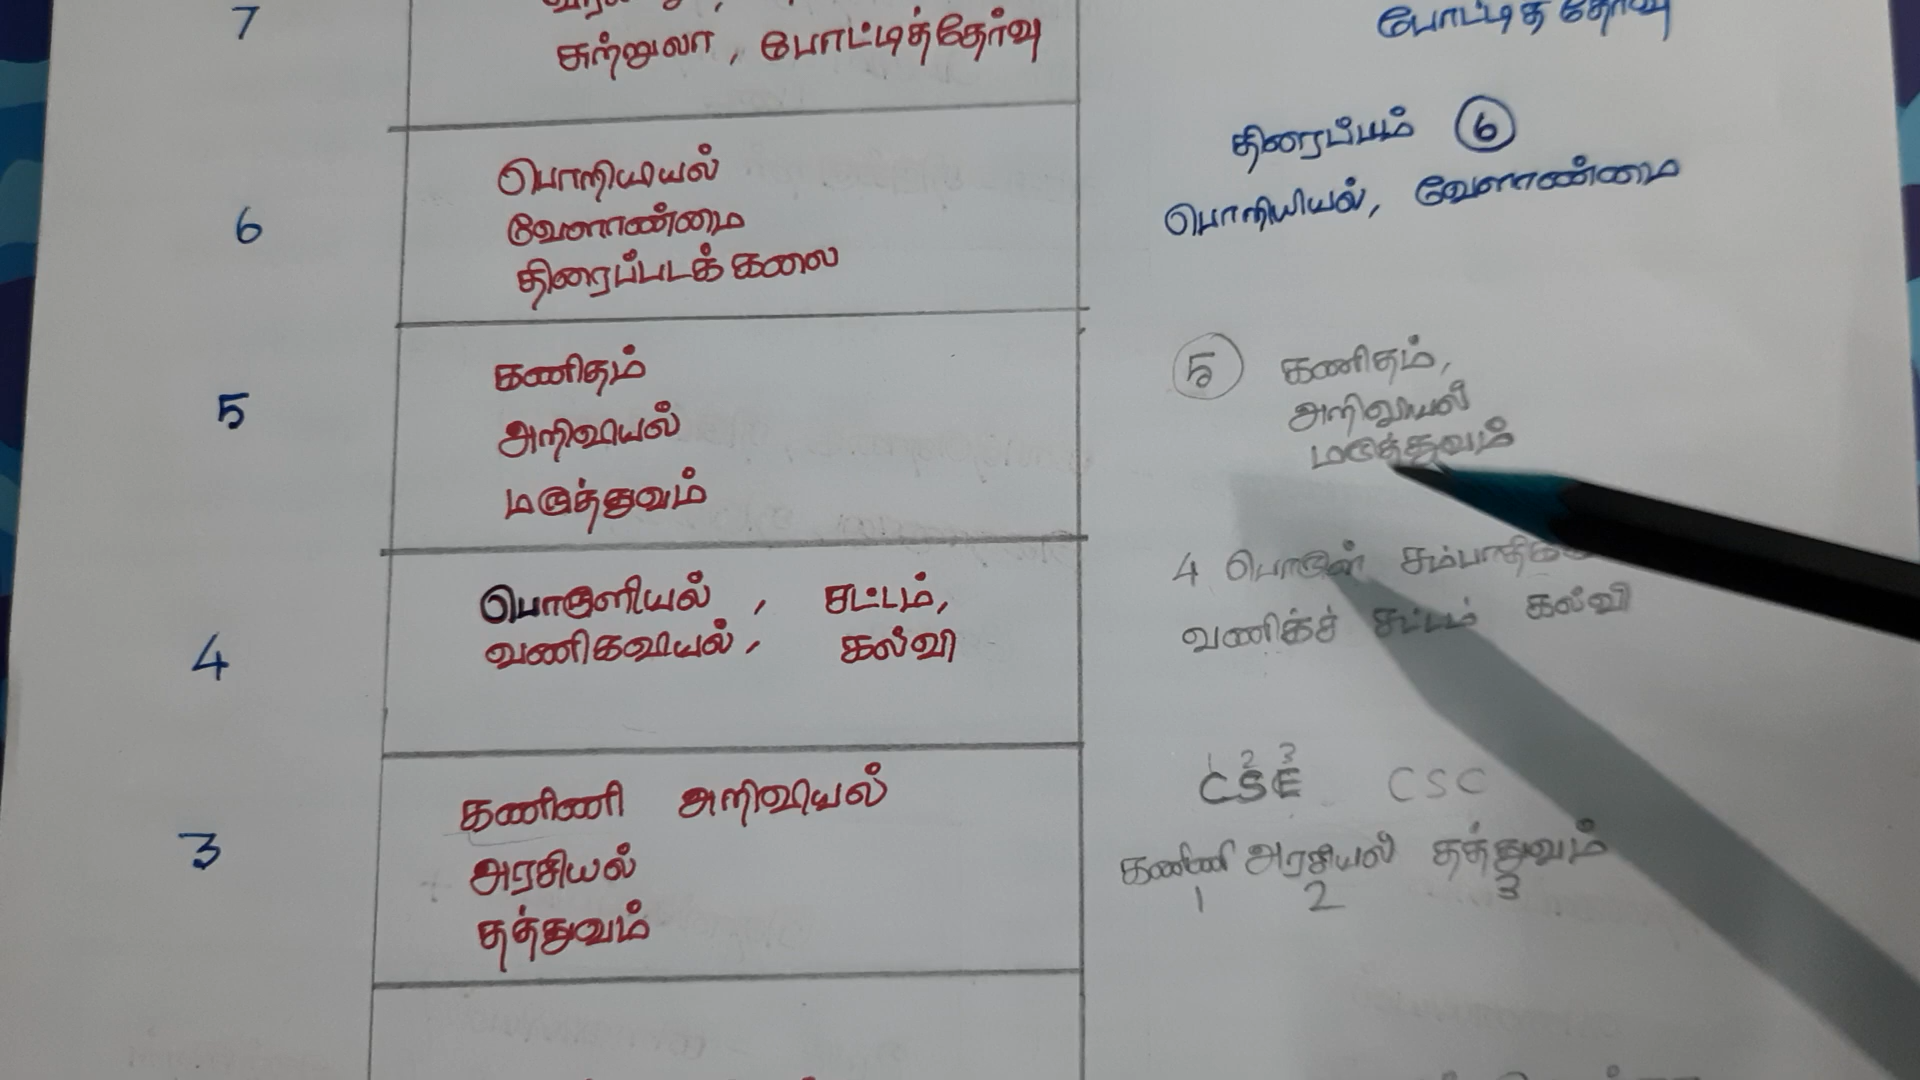 7
சுற்றுலா, போட்டித்தேர்வு
போட்டித் தேர்வு
6
பொறியியல்
வேளாண்மை
திரைப்படக் கலை
திரைப்பம் 6
பொறியியல், வேளாண்மை
5
கணிதம்
அறிவியல்
மருத்துவம்
5 கணிதம்,
அறிவியல்
மருத்துவம்
4
பொருளியல், சட்டம்,
வணிகவியல், கல்வி
4 பொருள்
வணிகச் சட்டம் கல்வி
3
கணிணி அறிவியல்
அரசியல்
தத்துவம்
1 2 3
CSE CSC
கணிணி அரசியல் தத்துவம்
1 2 3